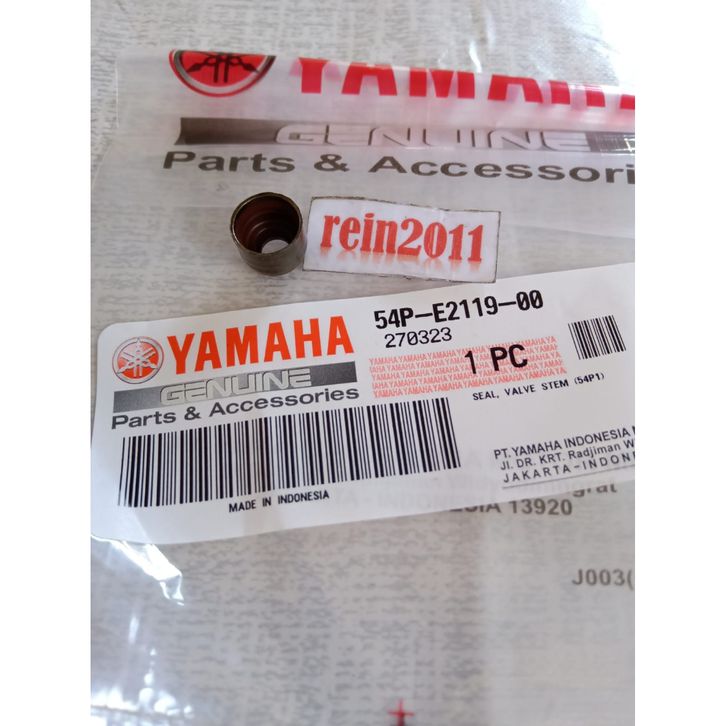 YAMAHA
GENUINE
Parts & Accessori
rein2011
54P-E2119-00
270323
YAMAHA
GENUINE
Parts & Accessories
1 PC
SEAL, VALVE STEM (54P1)
PT.YAMAHA INDONESIA
JL. DR. KRT. Radjiman W
JAKARTA-INDON
MADE IN INDONESIA
13920
J003(